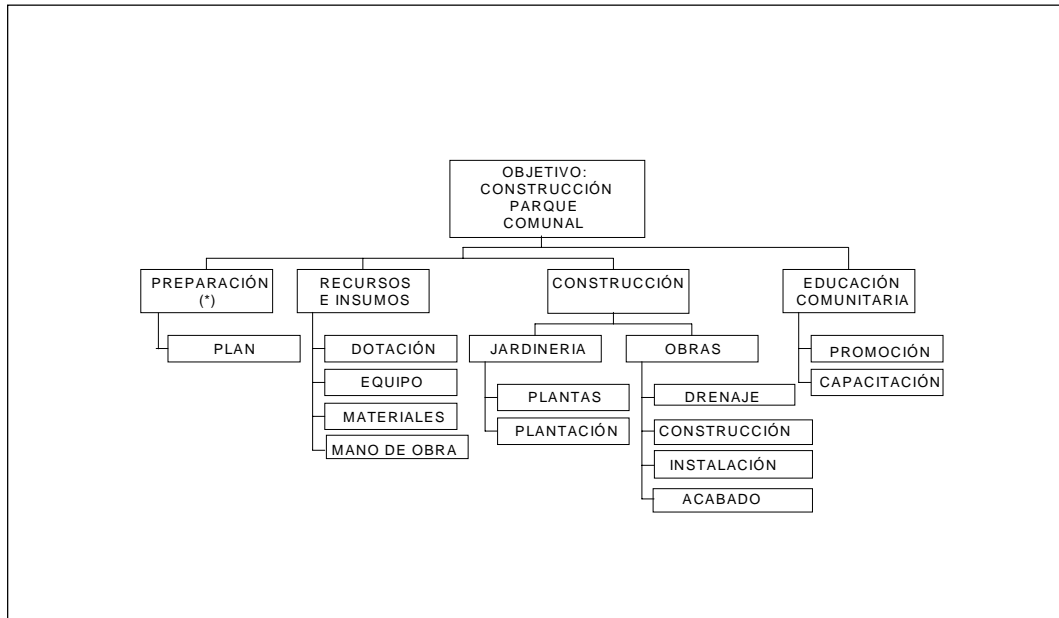 OBJETIVO:
CONSTRUCCIÓN
PARQUE
COMUNAL
PREPARACIÓN
(*)
RECURSOS
E INSUMOS
CONSTRUCCIÓN
EDUCACIÓN
COMUNITARIA
PLAN
DOTACIÓN
EQUIPO
MATERIALES
MANO DE OBRA
JARDINERIA
PLANTAS
PLANTACIÓN
OBRAS
DRENAJE
CONSTRUCCIÓN
INSTALACIÓN
ACABADO
PROMOCIÓN
CAPACITACIÓN